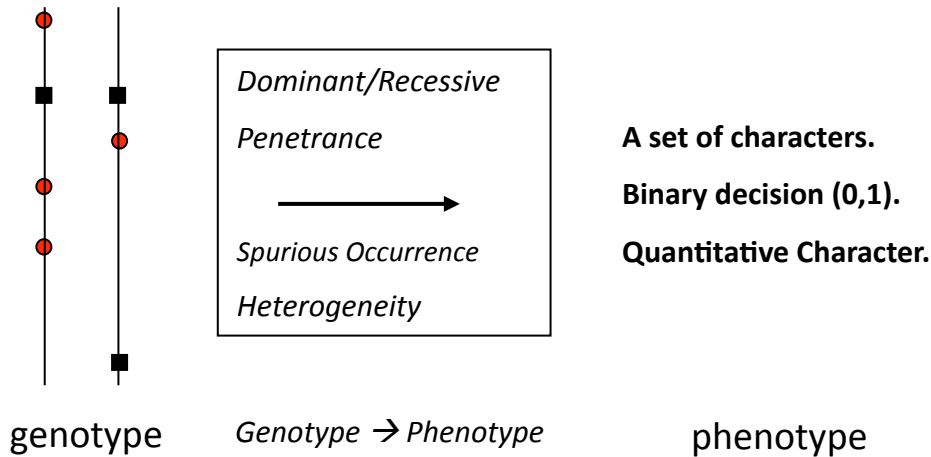 Dominant/Recessive
Penetrance
Spurious Occurrence
Heterogeneity
A set of characters.
Binary decision (0,1).
Quantitative Character.
genotype
Genotype → Phenotype
phenotype